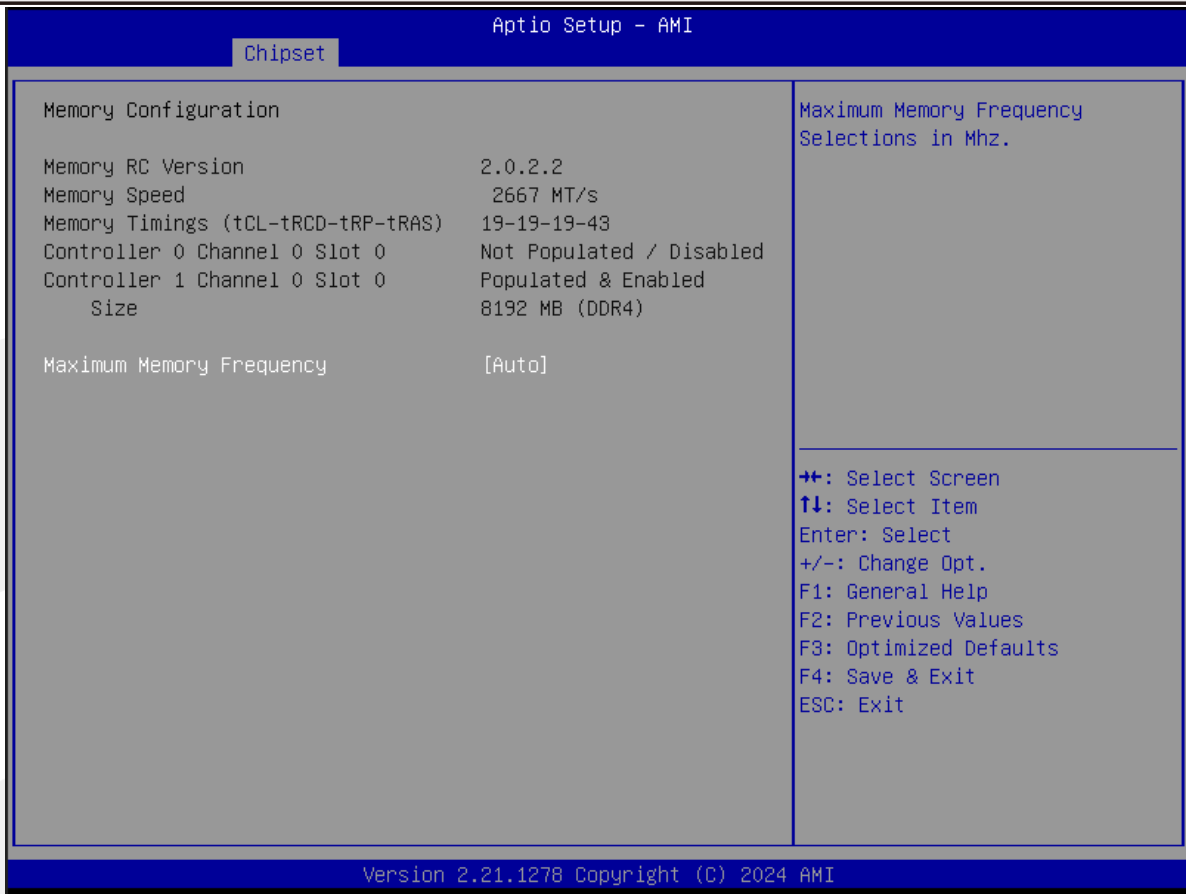 Aptio Setup - AMI
Chipset
Memory Configuration
Memory RC Version 2.0.2.2
Memory Speed 2667 MT/s
Memory Timings (tCL-tRCD-tRP-tRAS) 19-19-19-43
Controller 0 Channel 0 Slot 0 Not Populated / Disabled
Controller 1 Channel 0 Slot 0 Populated & Enabled
Size 8192 MB (DDR4)
Maximum Memory Frequency [Auto]
Maximum Memory Frequency
Selections in Mhz.
→←: Select Screen
↑↓: Select Item
Enter: Select
+/-: Change Opt.
F1: General Help
F2: Previous Values
F3: Optimized Defaults
F4: Save & Exit
ESC: Exit
Version 2.21.1278 Copyright (C) 2024 AMI